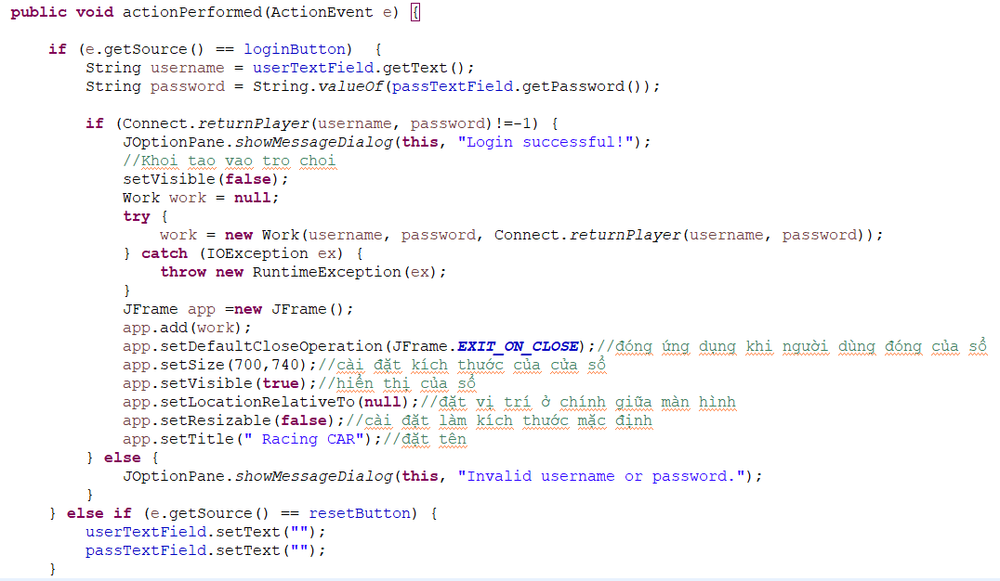 public void actionPerformed(ActionEvent e) {
if (e.getSource() == loginButton)  {
String username = userTextField.getText();
String password = String.valueOf(passTextField.getPassword());
if (Connect.returnPlayer(username, password)!=-1) {
JOptionPane.showMessageDialog(this, "Login successful!");
//Khoi tao vao tro choi
setVisible(false);
Work work = null;
try {
work = new Work(username, password, Connect.returnPlayer(username, password));
} catch (IOException ex) {
throw new RuntimeException(ex);
}
JFrame app =new JFrame();
app.add(work);
app.setDefaultCloseOperation(JFrame.EXIT_ON_CLOSE);//đóng ứng dụng khi người dùng đóng của sổ
app.setSize(700,740);//cài đặt kích thước của cửa sổ
app.setVisible(true);//hiển thị của sổ
app.setLocationRelativeTo(null);//đặt vị trí ở chính giữa màn hình
app.setResizable(false);//cài đặt làm kích thước mặc định
app.setTitle(" Racing CAR");//đặt tên
} else {
JOptionPane.showMessageDialog(this, "Invalid username or password.");
}
} else if (e.getSource() == resetButton) {
userTextField.setText("");
passTextField.setText("");
}